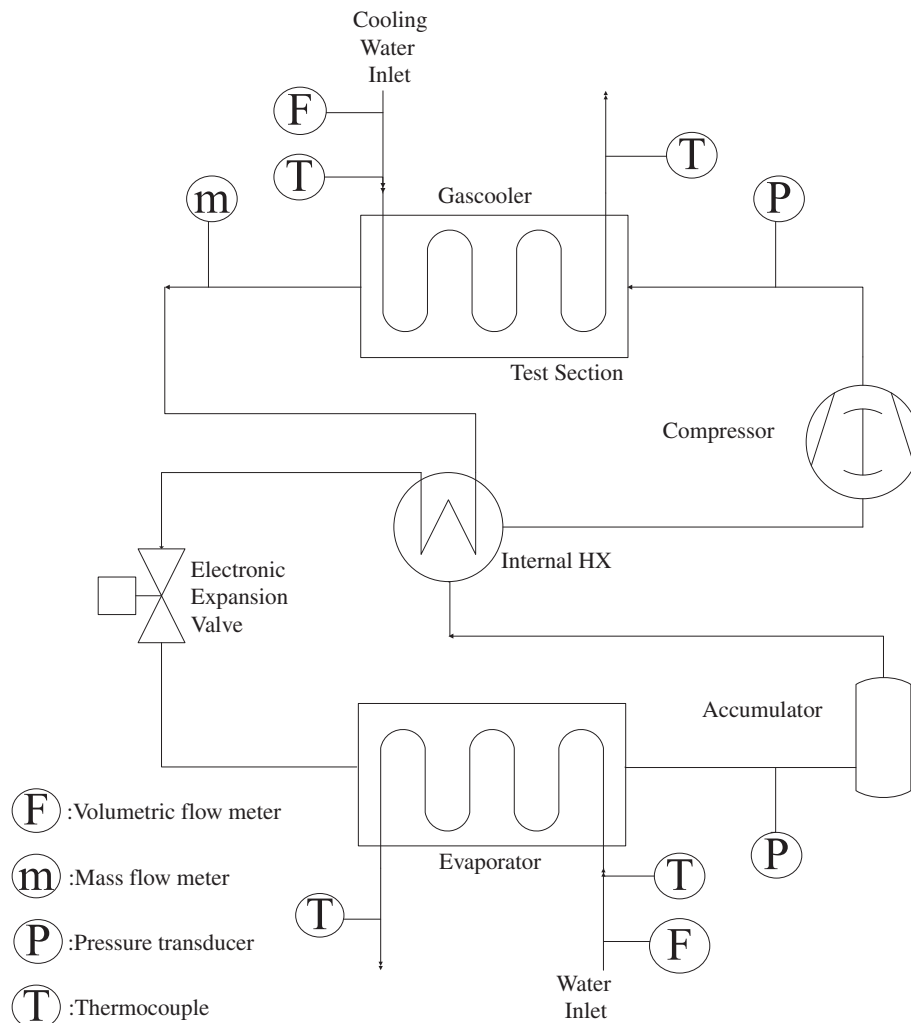 Cooling
Water
Inlet
F
T
T
m
Gascooler
P
Test Section
Compressor
Internal HX
Electronic
Expansion
Valve
Accumulator
F :Volumetric flow meter
Evaporator
P
m :Mass flow meter
T
T
P :Pressure transducer
F
Water
Inlet
T :Thermocouple